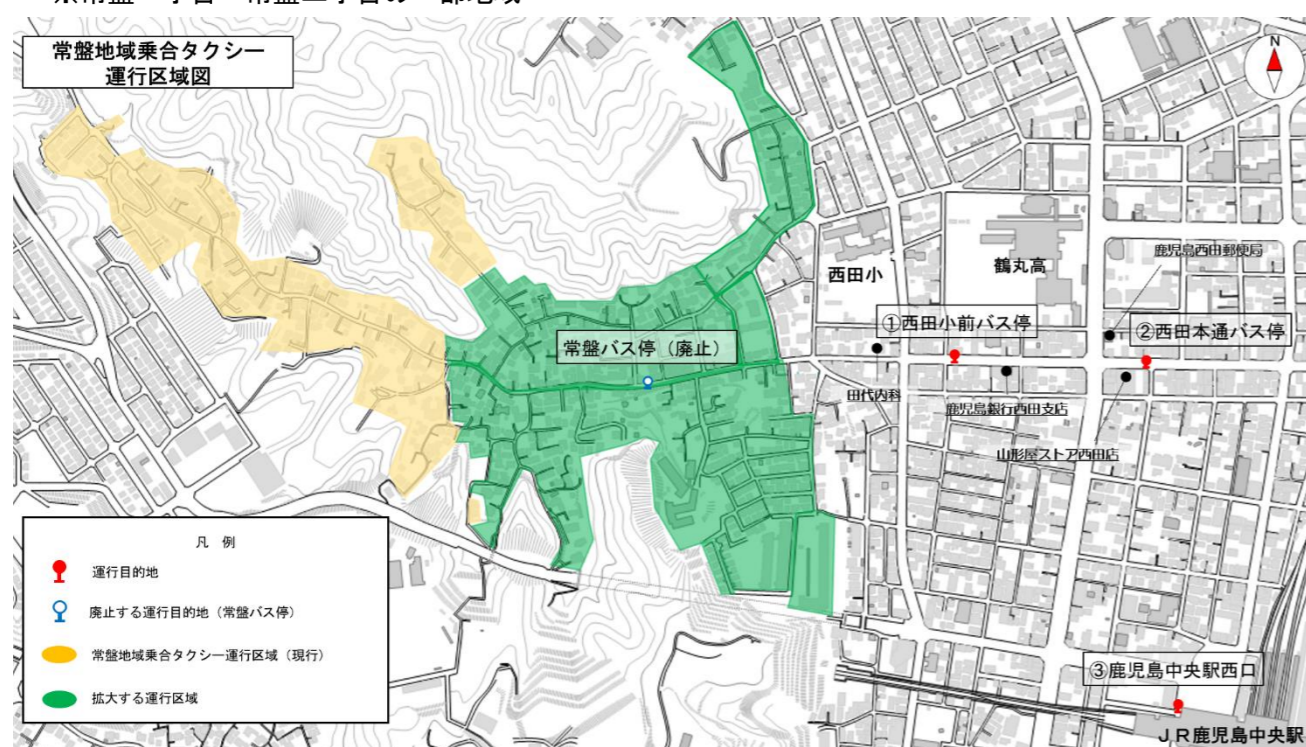 常盤地域乗合タクシー
運行区域図
N
西田小
鶴丸高
鹿児島西田郵便局
①西田小前バス停
②西田本通バス停
常盤バス停（廃止）
田代内科
鹿児島銀行西田支店
山形屋ストア西田店
凡 例
運行目的地
廃止する運行目的地（常盤バス停）
常盤地域乗合タクシー運行区域（現行）
拡大する運行区域
③鹿児島中央駅西口
ＪＲ鹿児島中央駅